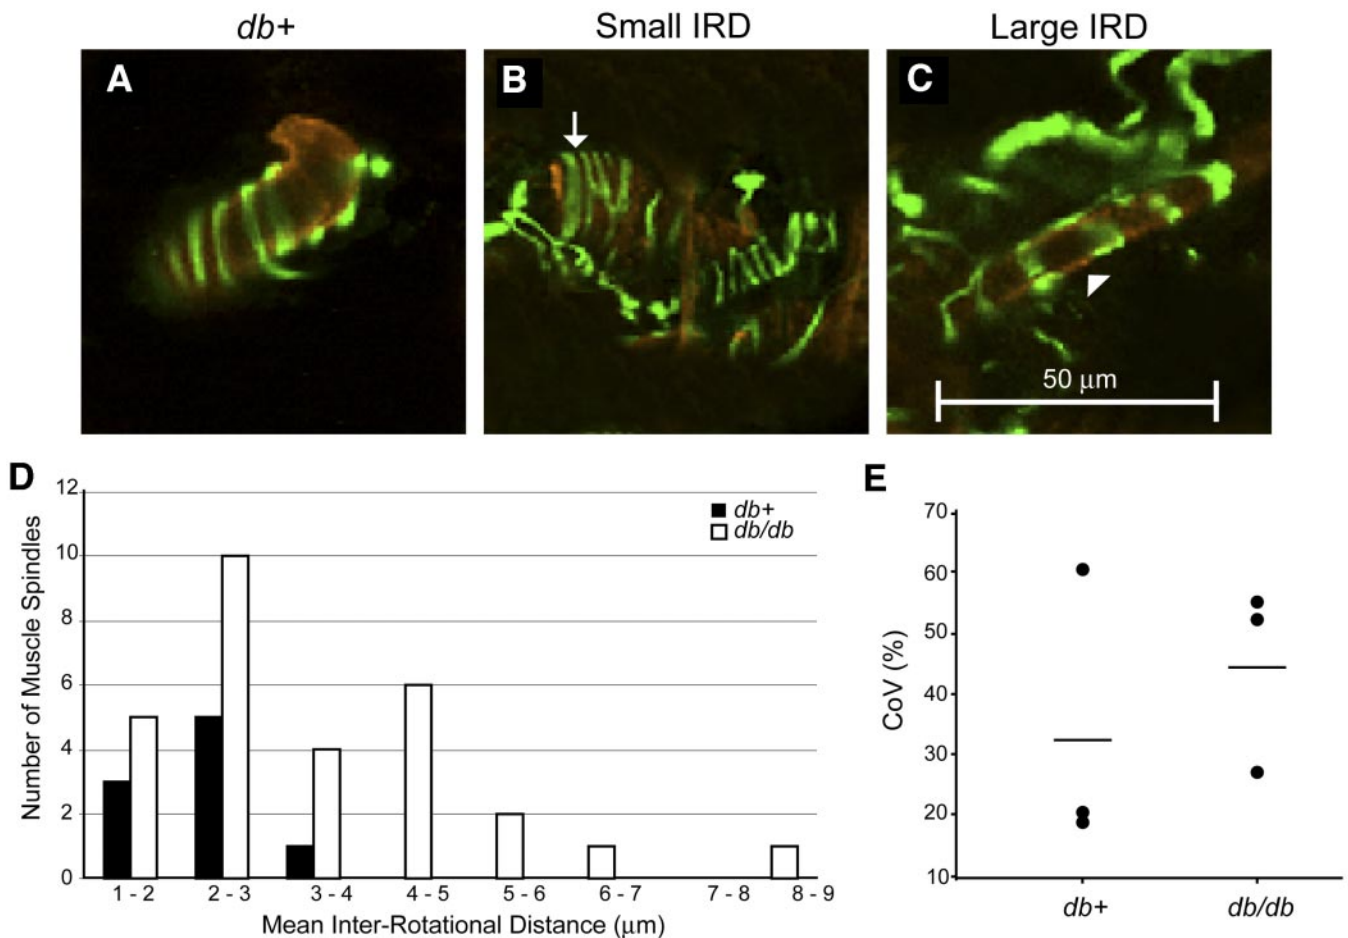 db+ Small IRD Large IRD
A B C
50 μm
D
12
10
8
6
4
2
0
Number of Muscle Spindles
db+
db/db
1 - 2 2 - 3 3 - 4 4 - 5 5 - 6 6 - 7 7 - 8 8 - 9
Mean Inter-Rotational Distance (μm)
E
70
60
50
40
30
20
10
CoV (%)
db+ db/db